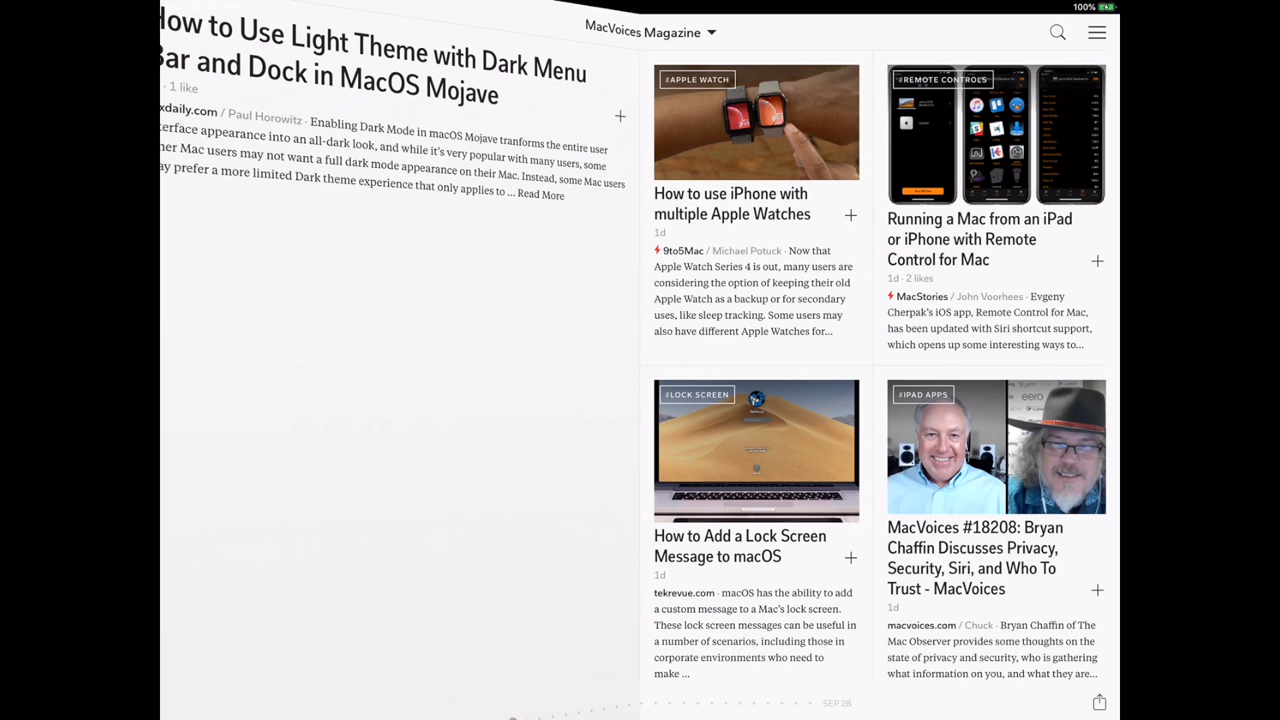 100%
MacVoices Magazine
How to Use Light Theme with Dark Menu
Bar and Dock in MacOS Mojave
· 1 like
xdaily.com / Paul Horowitz · Enabling Dark Mode in macOS Mojave tranforms the entire user
terface appearance into an all-dark look, and while it's very popular with many users, some
her Mac users may not want a full dark mode appearance on their Mac. Instead, some Mac users
ay prefer a more limited Dark theme experience that only applies to ... Read More
#APPLE WATCH
How to use iPhone with
multiple Apple Watches
1d
9to5Mac / Michael Potuck · Now that
Apple Watch Series 4 is out, many users are
considering the option of keeping their old
Apple Watch as a backup or for secondary
uses, like sleep tracking. Some users may
also have different Apple Watches for...
#REMOTE CONTROLS
Running a Mac from an iPad
or iPhone with Remote
Control for Mac
1d · 2 likes
MacStories / John Voorhees · Evgeny
Cherpak's iOS app, Remote Control for Mac,
has been updated with Siri shortcut support,
which opens up some interesting ways to...
#LOCK SCREEN
How to Add a Lock Screen
Message to macOS
1d
tekrevue.com · macOS has the ability to add
a custom message to a Mac's lock screen.
These lock screen messages can be useful in
a number of scenarios, including those in
corporate environments who need to
make ...
#IPAD APPS
eero
MacVoices #18208: Bryan
Chaffin Discusses Privacy,
Security, Siri, and Who To
Trust - MacVoices
1d
macvoices.com / Chuck · Bryan Chaffin of The
Mac Observer provides some thoughts on the
state of privacy and security, who is gathering
what information on you, and what they are...
SEP 28